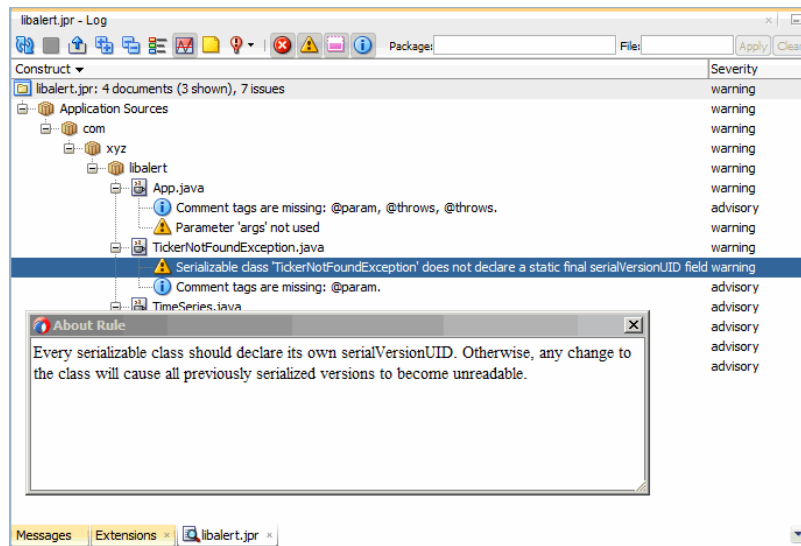 libalert.jpr - Log
Package: File: Apply Clear
Construct Severity
libalert.jpr: 4 documents (3 shown), 7 issues warning
Application Sources warning
com warning
xyz warning
libalert warning
App.java warning
Comment tags are missing: @param, @throws, @throws. advisory
Parameter 'args' not used warning
TickerNotFoundException.java warning
Serializable class 'TickerNotFoundException' does not declare a static final serialVersionUID field warning
Comment tags are missing: @param. advisory
TimeSeries.java advisory
About Rule advisory
Every serializable class should declare its own serialVersionUID. Otherwise, any change to advisory
the class will cause all previously serialized versions to become unreadable. advisory
Messages Extensions libalert.jpr